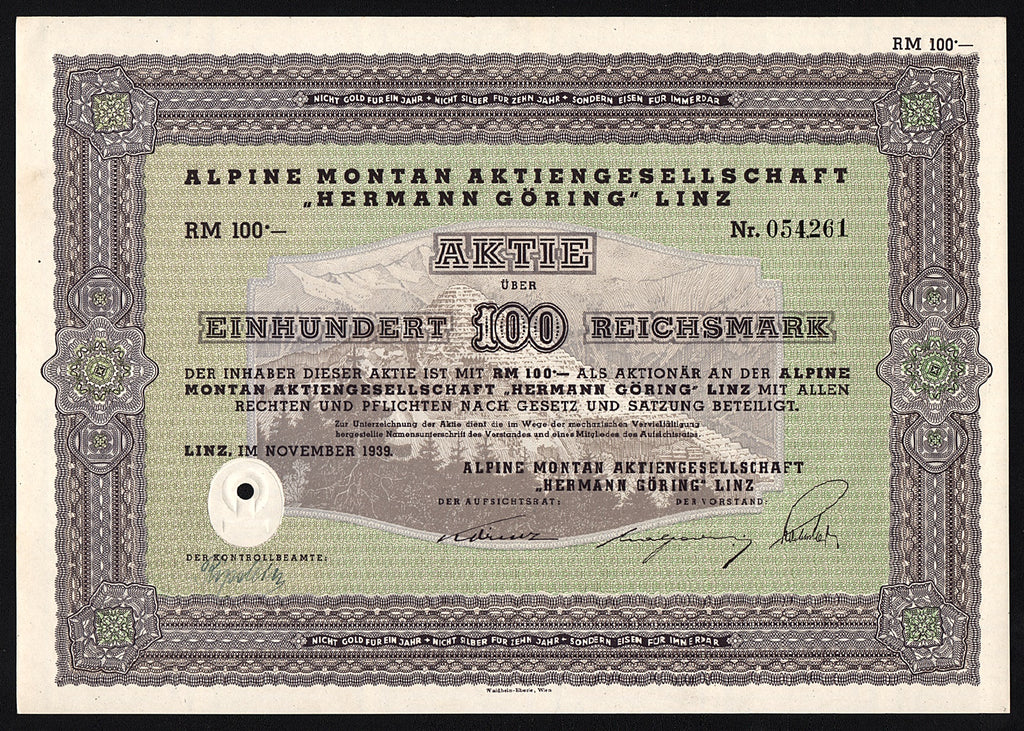 RM 100·—
NICHT GOLD FÜR EIN JAHR + NICHT SILBER FÜR ZEHN JAHR + SONDERN EISEN FÜR IMMERDAR
ALPINE MONTAN AKTIENGESELLSCHAFT
„HERMANN GÖRING" LINZ
RM 100·— Nr. 054261
AKTIE
ÜBER
EINHUNDERT 100 REICHSMARK
DER INHABER DIESER AKTIE IST MIT RM 100·— ALS AKTIONÄR AN DER ALPINE
MONTAN AKTIENGESELLSCHAFT „HERMANN GÖRING" LINZ MIT ALLEN
RECHTEN UND PFLICHTEN NACH GESETZ UND SATZUNG BETEILIGT.
Zur Unterzeichnung der Aktie dient die im Wege der mechanischen Vervielfältigung
hergestellte Namensunterschrift des Vorstandes und eines Mitgliedes des Aufsichtsrates.
LINZ, IM NOVEMBER 1939.
ALPINE MONTAN AKTIENGESELLSCHAFT
„HERMANN GÖRING" LINZ
DER AUFSICHTSRAT: DER VORSTAND:
DER KONTROLLBEAMTE:
NICHT GOLD FÜR EIN JAHR + NICHT SILBER FÜR ZEHN JAHR + SONDERN EISEN FÜR IMMERDAR
Waldheim-Eberle, Wien